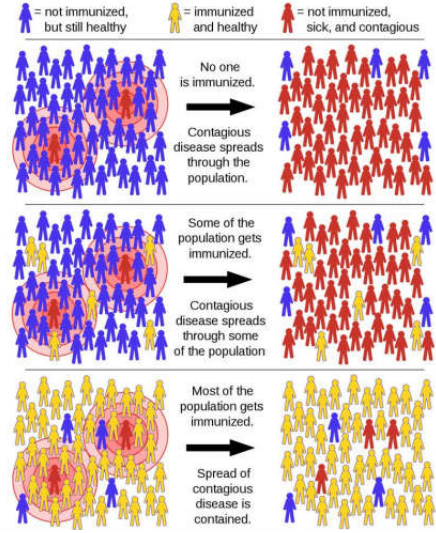 = not immunized,
but still healthy
= immunized
and healthy
= not immunized,
sick, and contagious
No one
is immunized.
Contagious
disease spreads
through the
population.
Some of the
population gets
immunized.
Contagious
disease spreads
through some
of the population
Most of the
population gets
immunized.
Spread of
contagious
disease is
contained.